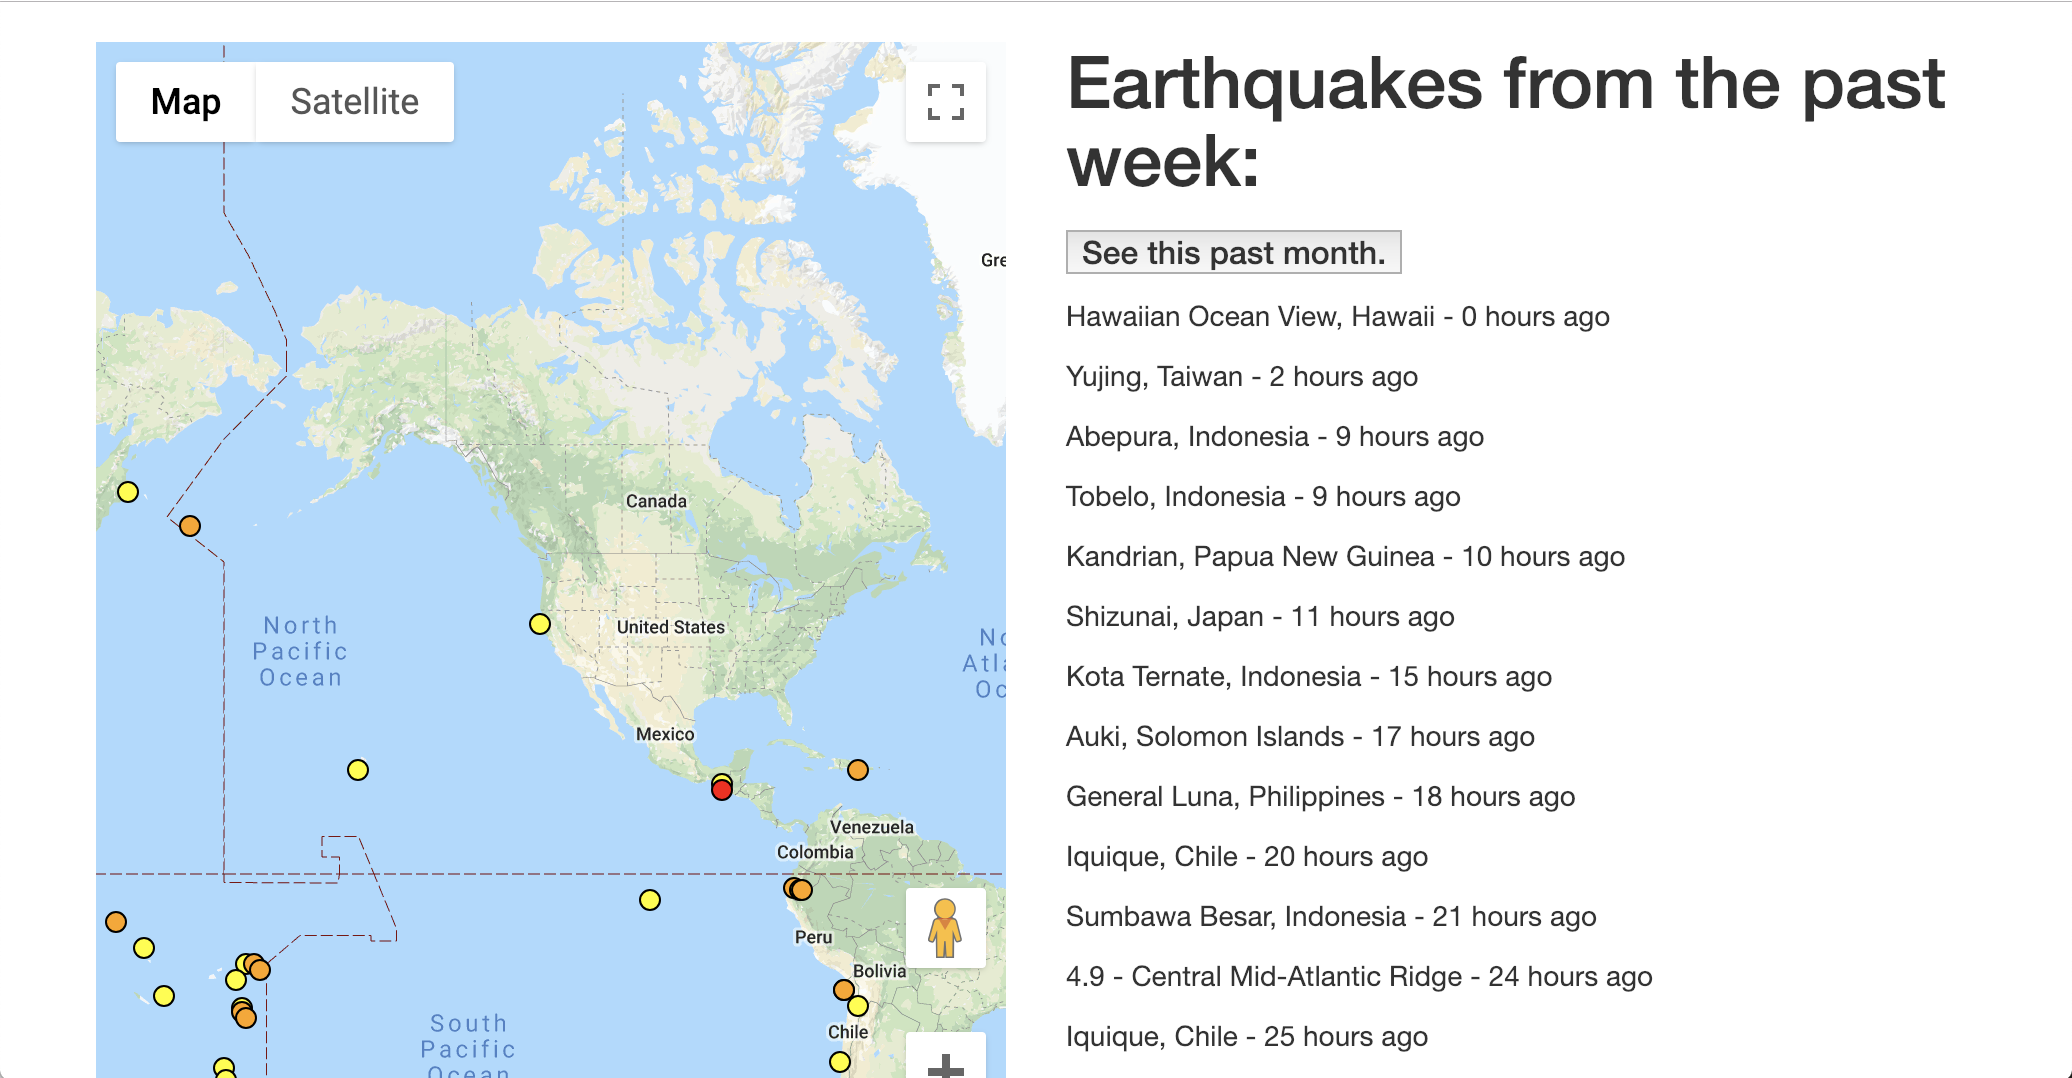 Map
Satellite
Gre
Canada
North
Pacific
Ocean
United States
No
Atla
Oc
Mexico
Venezuela
Colombia
Peru
Bolivia
Chile
South
Pacific
Ocean
Earthquakes from the past
week:
See this past month.
Hawaiian Ocean View, Hawaii - 0 hours ago
Yujing, Taiwan - 2 hours ago
Abepura, Indonesia - 9 hours ago
Tobelo, Indonesia - 9 hours ago
Kandrian, Papua New Guinea - 10 hours ago
Shizunai, Japan - 11 hours ago
Kota Ternate, Indonesia - 15 hours ago
Auki, Solomon Islands - 17 hours ago
General Luna, Philippines - 18 hours ago
Iquique, Chile - 20 hours ago
Sumbawa Besar, Indonesia - 21 hours ago
4.9 - Central Mid-Atlantic Ridge - 24 hours ago
Iquique, Chile - 25 hours ago